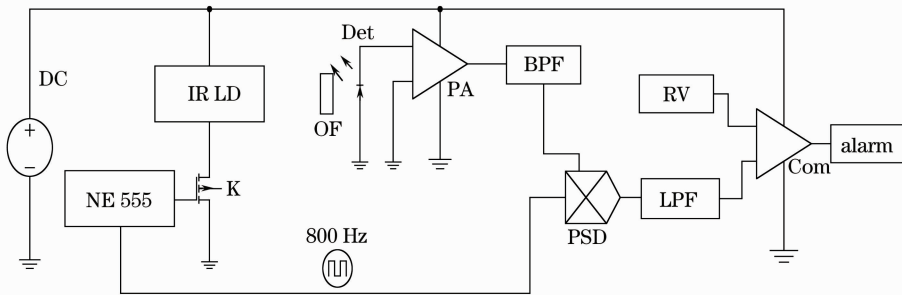 DC
IR LD
K
NE 555
800 Hz
Det
OF
PA
BPF
PSD
RV
LPF
Com
alarm